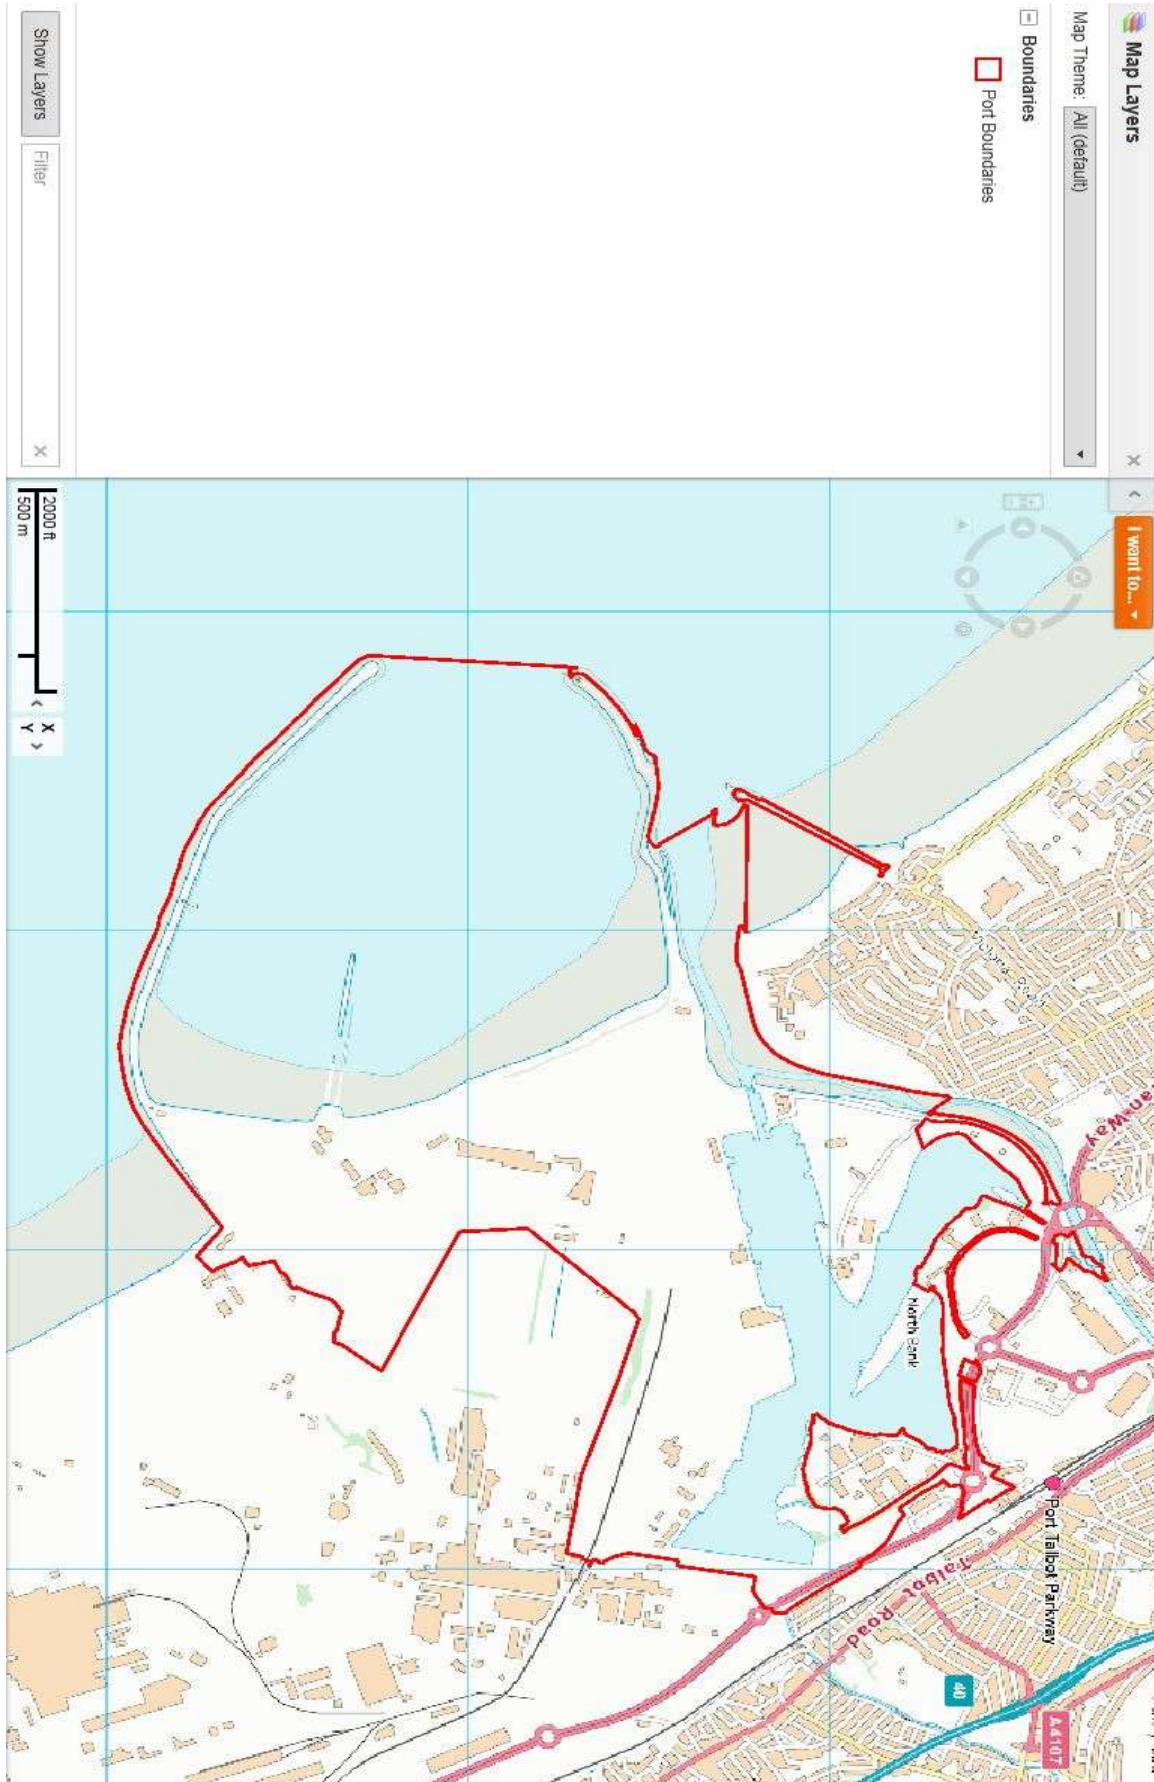 Map Layers
Map Theme: All (default)
Boundaries
Port Boundaries
Show Layers
Filter
I want to...
2000 ft
500 m
X
Y
North Bank
Port Talbot Parkway
Talbot Road
40
A4107